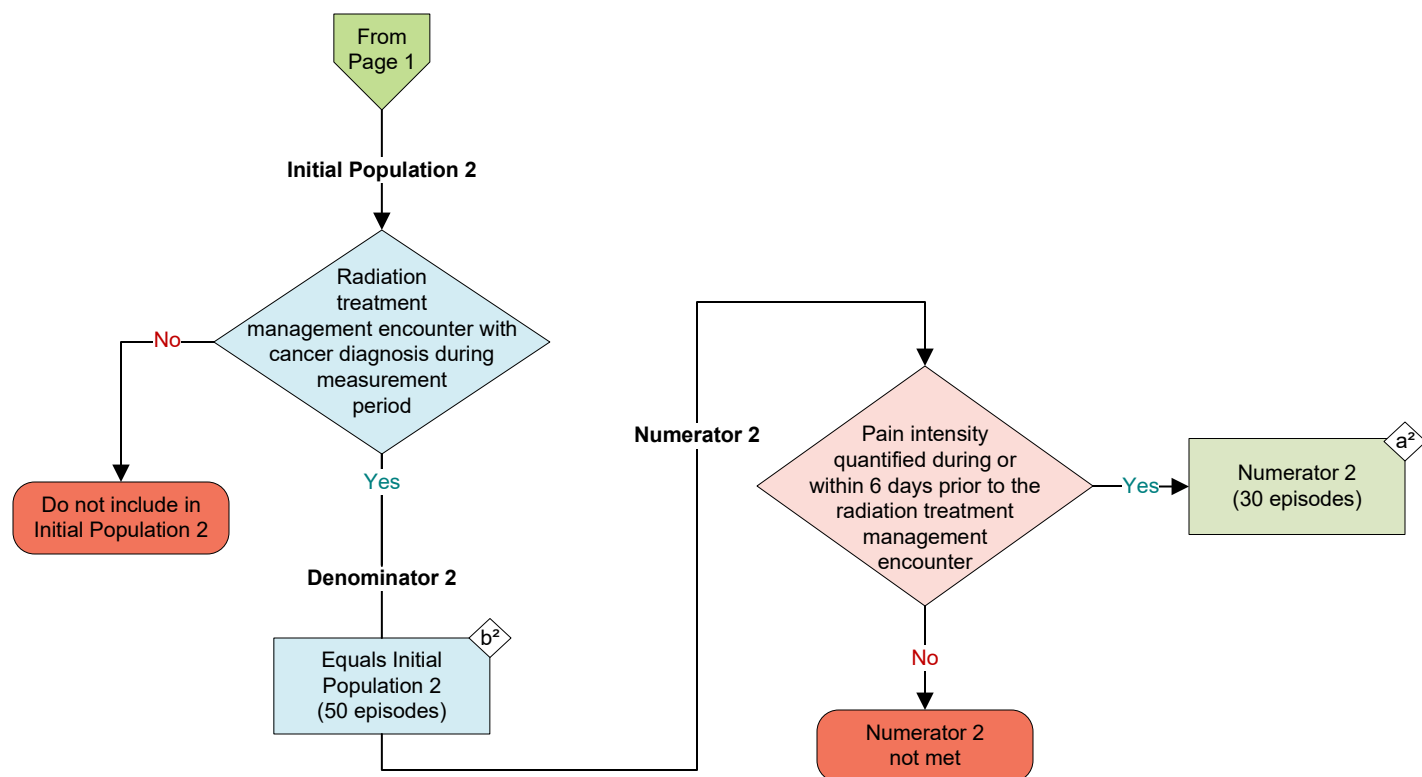 From
Page 1
Initial Population 2
Radiation
treatment
management encounter with
cancer diagnosis during
measurement
period
No
Do not include in
Initial Population 2
Yes
Denominator 2
b²
Equals Initial
Population 2
(50 episodes)
Numerator 2
Pain intensity
quantified during or
within 6 days prior to the
radiation treatment
management
encounter
Yes
a²
Numerator 2
(30 episodes)
No
Numerator 2
not met